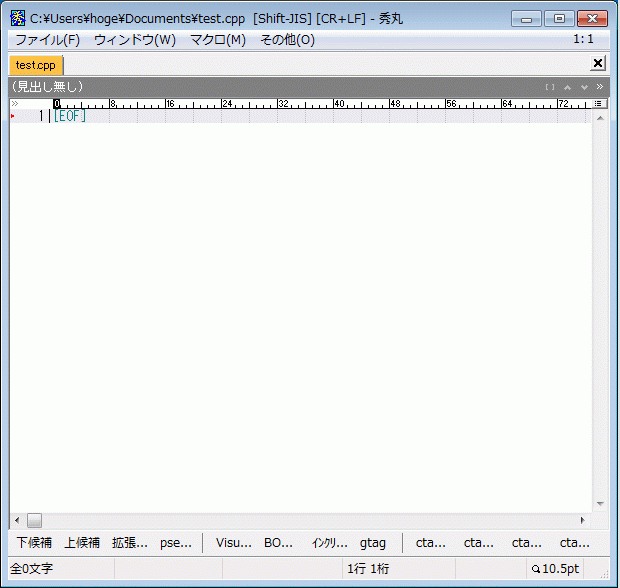 C:¥Users¥hoge¥Documents¥test.cpp [Shift-JIS] [CR+LF] - 秀丸
ファイル(F) ウィンドウ(W) マクロ(M) その他(O) 1:1
test.cpp
(見出し無し)
0 8 16 24 32 40 48 56 64 72
1 [EOF]
下候補 上候補 拡張... pse... Visu... BO... インクリ... gtag cta... cta... cta... cta...
全0文字 1行 1桁 10.5pt